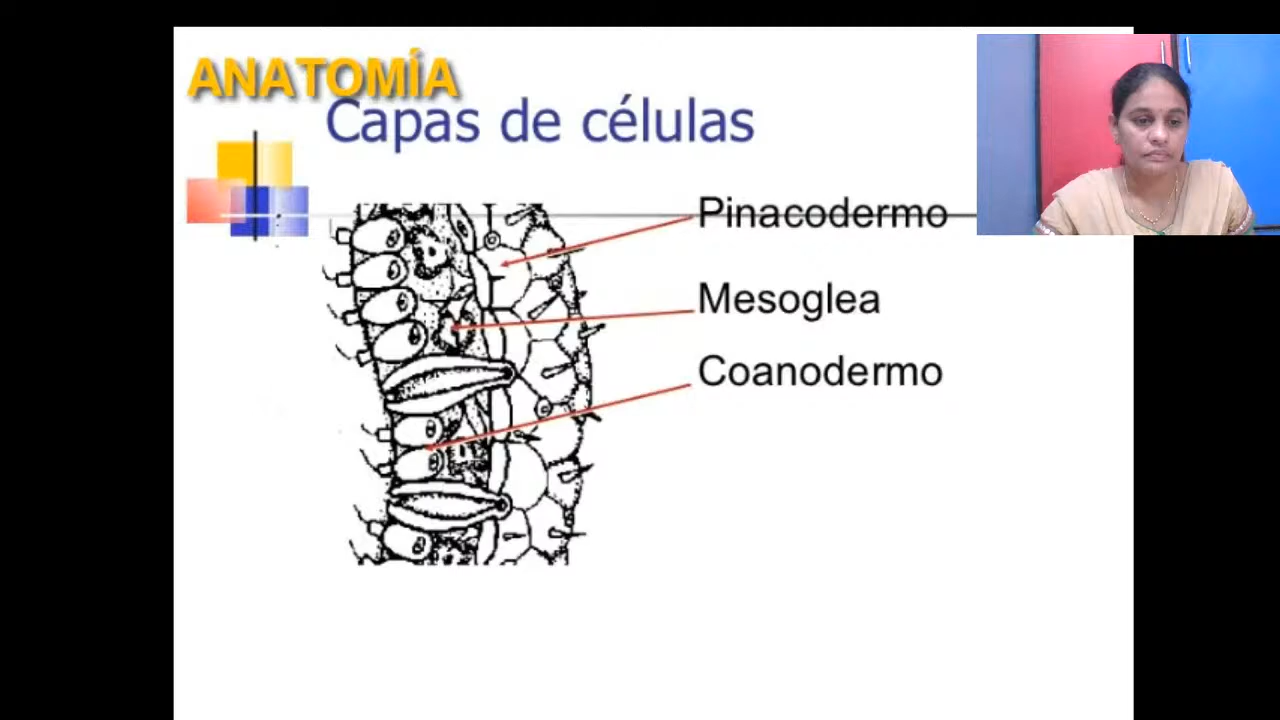 ANATOMÍA
Capas de células
Pinacodermo
Mesoglea
Coanodermo